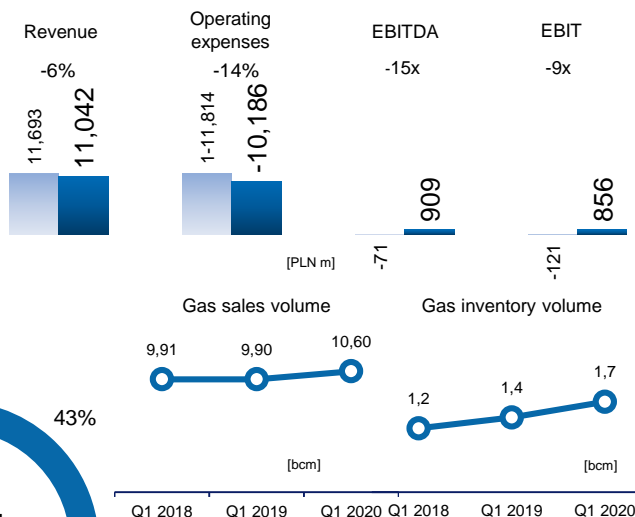 Revenue
Operating
expenses
EBITDA
EBIT
-6%
-14%
-15x
-9x
11,693
11,042
1-11,814
-10,186
-71
909
-121
856
[PLN m]
Gas sales volume
Gas inventory volume
9,91
9,90
10,60
1,2
1,4
1,7
43%
[bcm]
[bcm]
Q1 2018
Q1 2019
Q1 2020
Q1 2018
Q1 2019
Q1 2020